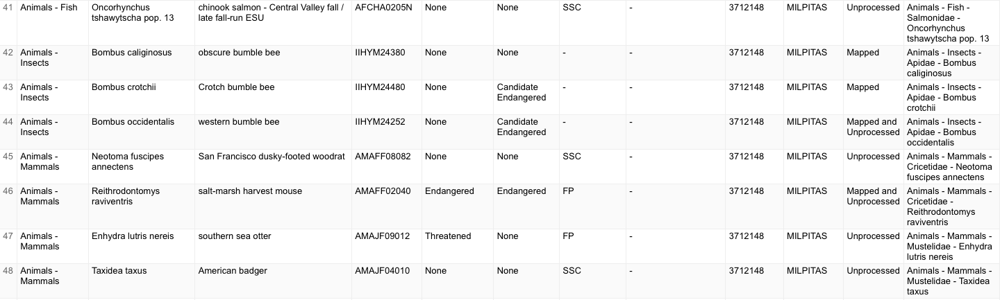 41 Animals - Fish Oncorhynchus chinook salmon - Central Valley fall / AFCHA0205N None None SSC - 3712148 MILPITAS Unprocessed Animals - Fish -
tshawytscha pop. 13 late fall-run ESU Salmonidae -
Oncorhynchus
tshawytscha pop. 13
42 Animals - Bombus caliginosus obscure bumble bee IIHYM24380 None None - - 3712148 MILPITAS Mapped Animals - Insects -
Insects Apidae - Bombus
caliginosus
43 Animals - Bombus crotchii Crotch bumble bee IIHYM24480 None Candidate - - 3712148 MILPITAS Mapped Animals - Insects -
Insects Endangered Apidae - Bombus
crotchii
44 Animals - Bombus occidentalis western bumble bee IIHYM24252 None Candidate - - 3712148 MILPITAS Mapped and Animals - Insects -
Insects Endangered Unprocessed Apidae - Bombus
occidentalis
45 Animals - Neotoma fuscipes San Francisco dusky-footed woodrat AMAFF08082 None None SSC - 3712148 MILPITAS Unprocessed Animals - Mammals -
Mammals annectens Cricetidae - Neotoma
fuscipes annectens
46 Animals - Reithrodontomys salt-marsh harvest mouse AMAFF02040 Endangered Endangered FP - 3712148 MILPITAS Mapped and Animals - Mammals -
Mammals raviventris Unprocessed Cricetidae -
Reithrodontomys
raviventris
47 Animals - Enhydra lutris nereis southern sea otter AMAJF09012 Threatened None FP - 3712148 MILPITAS Unprocessed Animals - Mammals -
Mammals Mustelidae - Enhydra
lutris nereis
48 Animals - Taxidea taxus American badger AMAJF04010 None None SSC - 3712148 MILPITAS Unprocessed Animals - Mammals -
Mammals Mustelidae - Taxidea
taxus